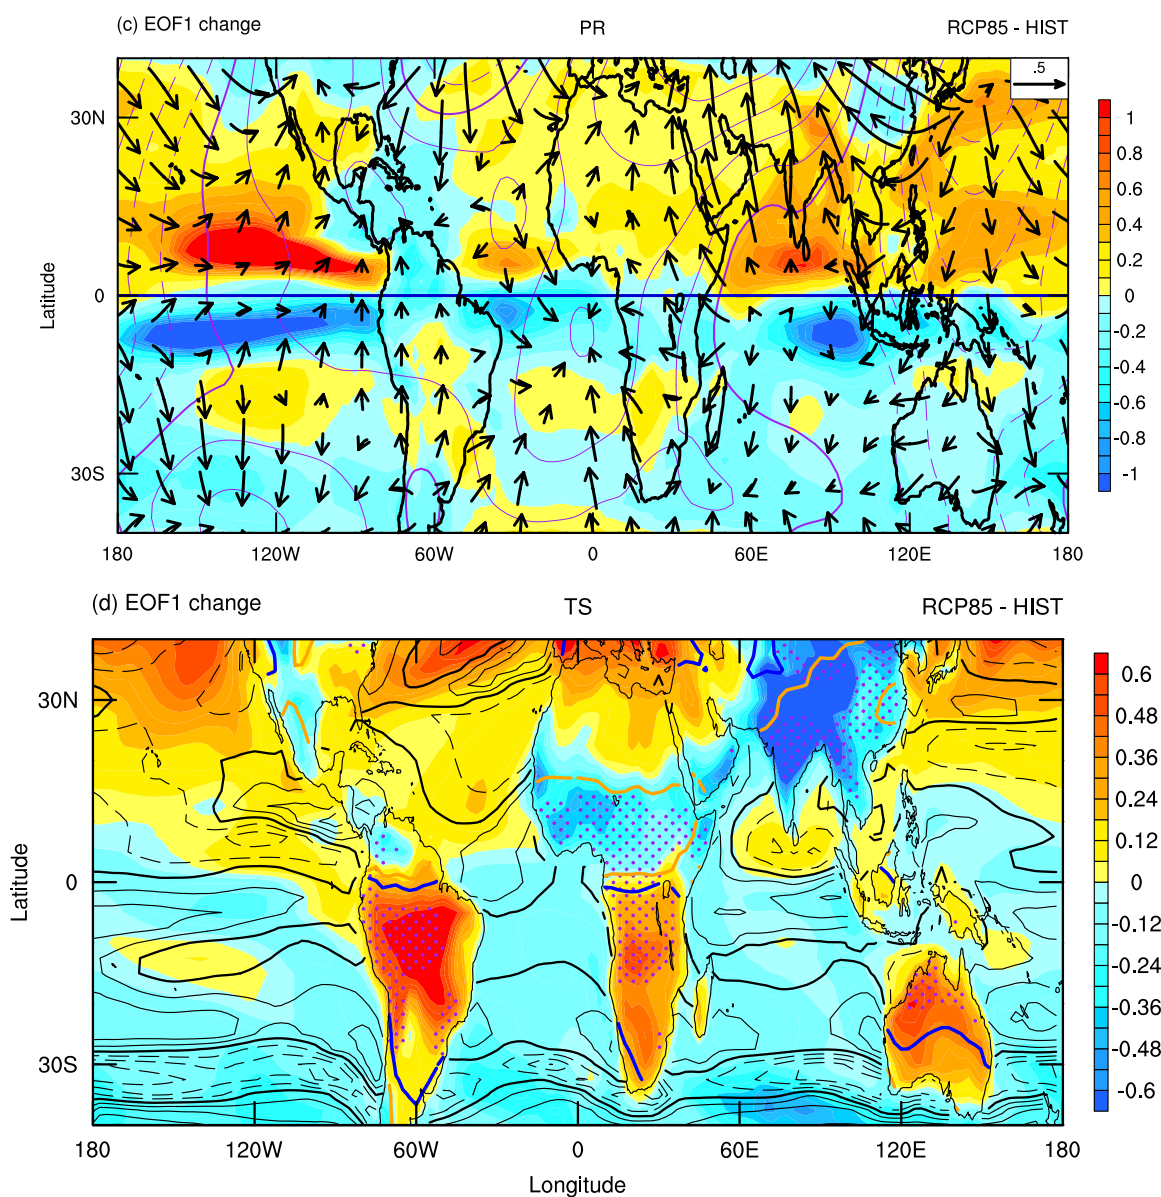 (c) EOF1 change PR RCP85 - HIST
.5
30N
0
30S
Latitude
180 120W 60W 0 60E 120E 180
1
0.8
0.6
0.4
0.2
0
-0.2
-0.4
-0.6
-0.8
-1
(d) EOF1 change TS RCP85 - HIST
30N
0
30S
Latitude
180 120W 60W 0 60E 120E 180
Longitude
0.6
0.48
0.36
0.24
0.12
0
-0.12
-0.24
-0.36
-0.48
-0.6